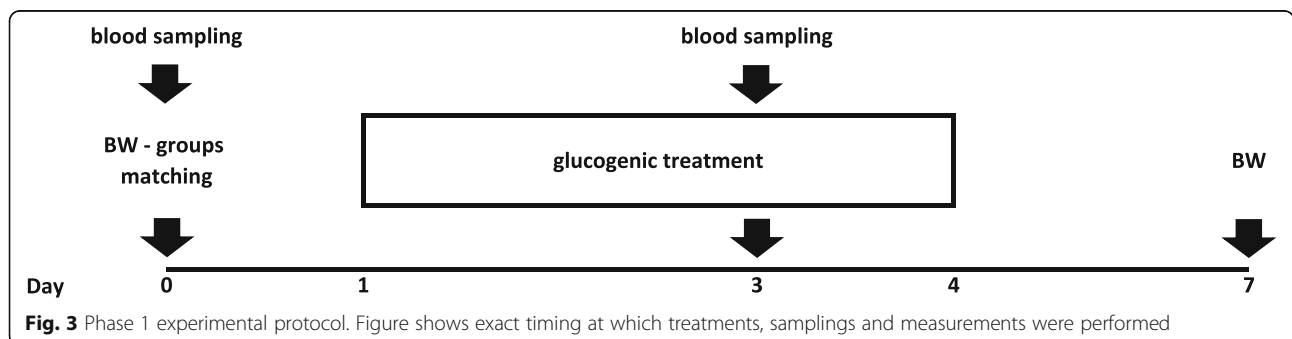 blood sampling blood sampling
BW - groups
matching
glucogenic treatment
BW
Day 0 1 3 4 7
Fig. 3 Phase 1 experimental protocol. Figure shows exact timing at which treatments, samplings and measurements were performed